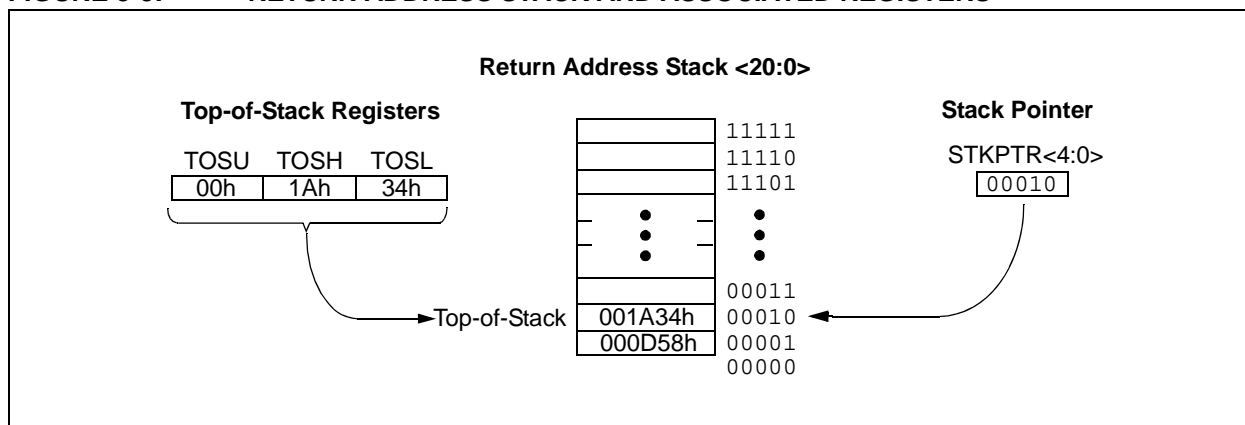 Return Address Stack <20:0>
Top-of-Stack Registers
Stack Pointer
TOSU TOSH TOSL
STKPTR<4:0>
00h 1Ah 34h
00010
11111
11110
11101
00011
Top-of-Stack 001A34h 00010
000D58h 00001
00000